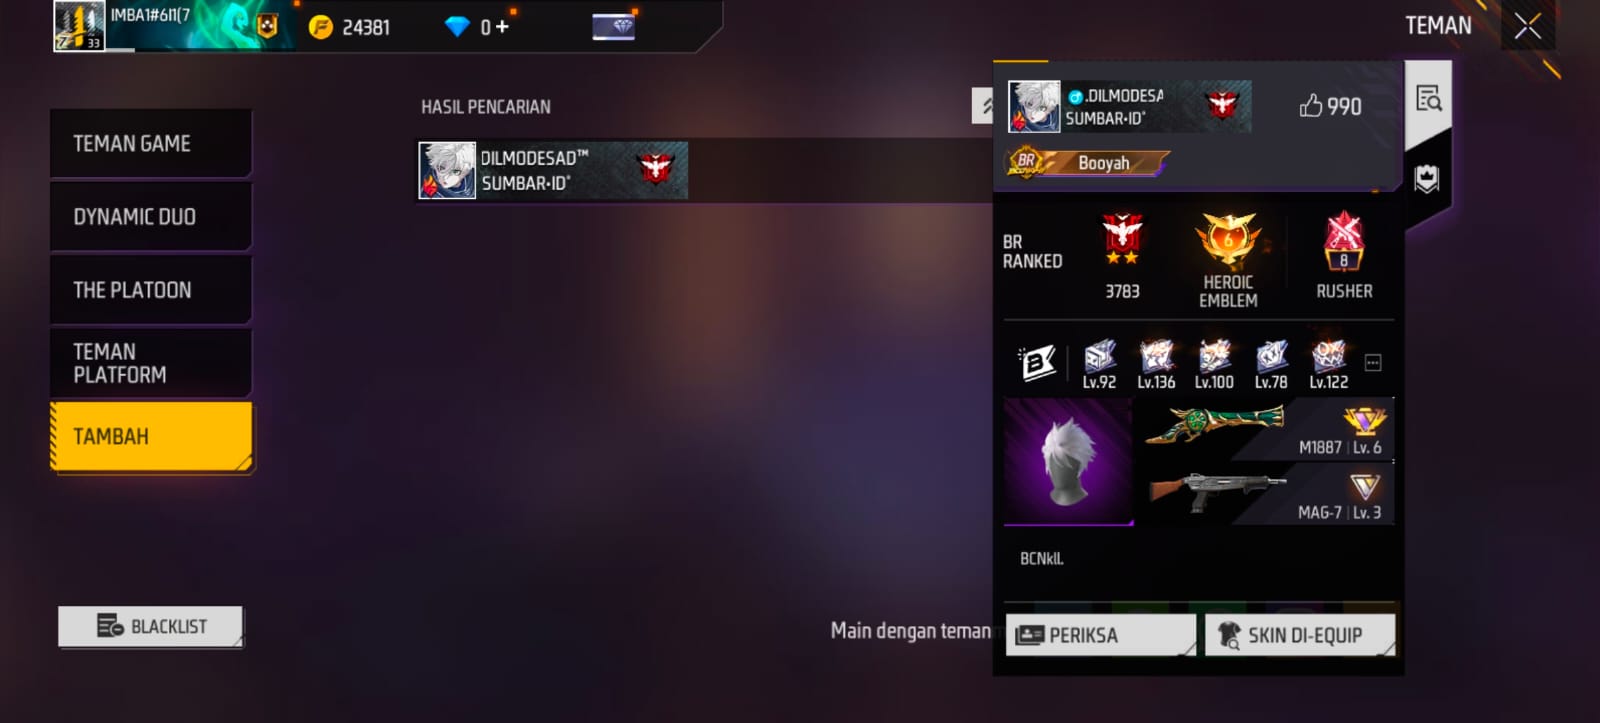 IMBA1#6I1(7
33
24381
0 +
TEMAN
TEMAN GAME
DYNAMIC DUO
THE PLATOON
TEMAN
PLATFORM
TAMBAH
BLACKLIST
HASIL PENCARIAN
DILMODESAD™
SUMBAR•ID°
Main dengan teman
.DILMODESA
SUMBAR•ID°
990
BR
Booyah
BR
RANKED
3783
6
HEROIC
EMBLEM
8
RUSHER
B
Lv.92
Lv.136
Lv.100
Lv.78
Lv.122
M1887 | Lv. 6
MAG-7 | Lv. 3
BCNkll.
PERIKSA
SKIN DI-EQUIP